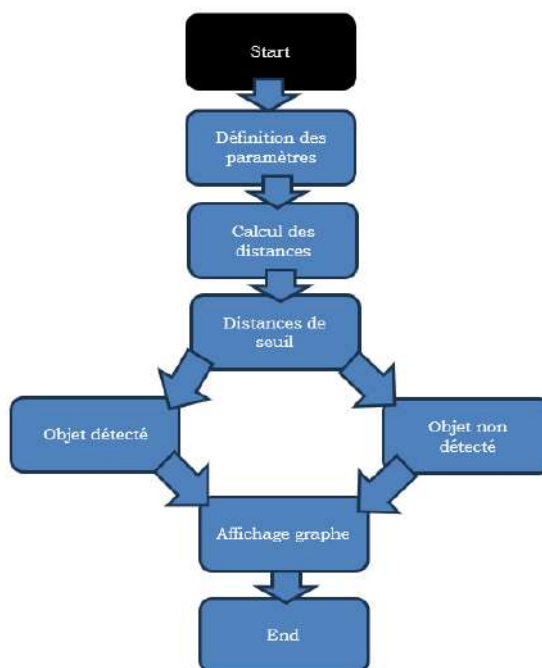 Start
Définition des
paramètres
Calcul des
distances
Distances de
seuil
Objet détecté
Objet non
détecté
Affichage graphe
End